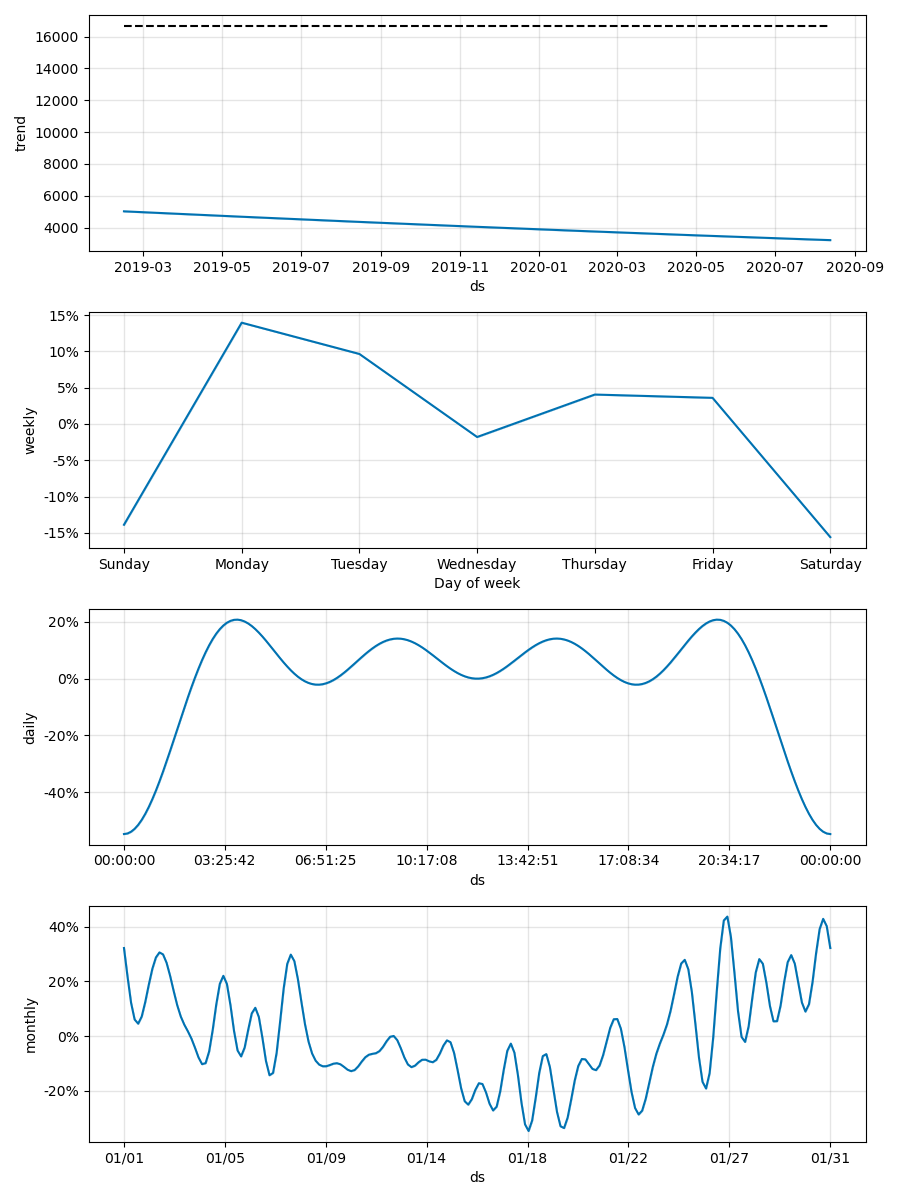 16000
14000
12000
10000
8000
6000
4000
trend
2019-03 2019-05 2019-07 2019-09 2019-11 2020-01 2020-03 2020-05 2020-07 2020-09
ds
15%
10%
5%
0%
-5%
-10%
-15%
weekly
Sunday Monday Tuesday Wednesday Thursday Friday Saturday
Day of week
20%
0%
-20%
-40%
daily
00:00:00 03:25:42 06:51:25 10:17:08 13:42:51 17:08:34 20:34:17 00:00:00
ds
40%
20%
0%
-20%
monthly
01/01 01/05 01/09 01/14 01/18 01/22 01/27 01/31
ds